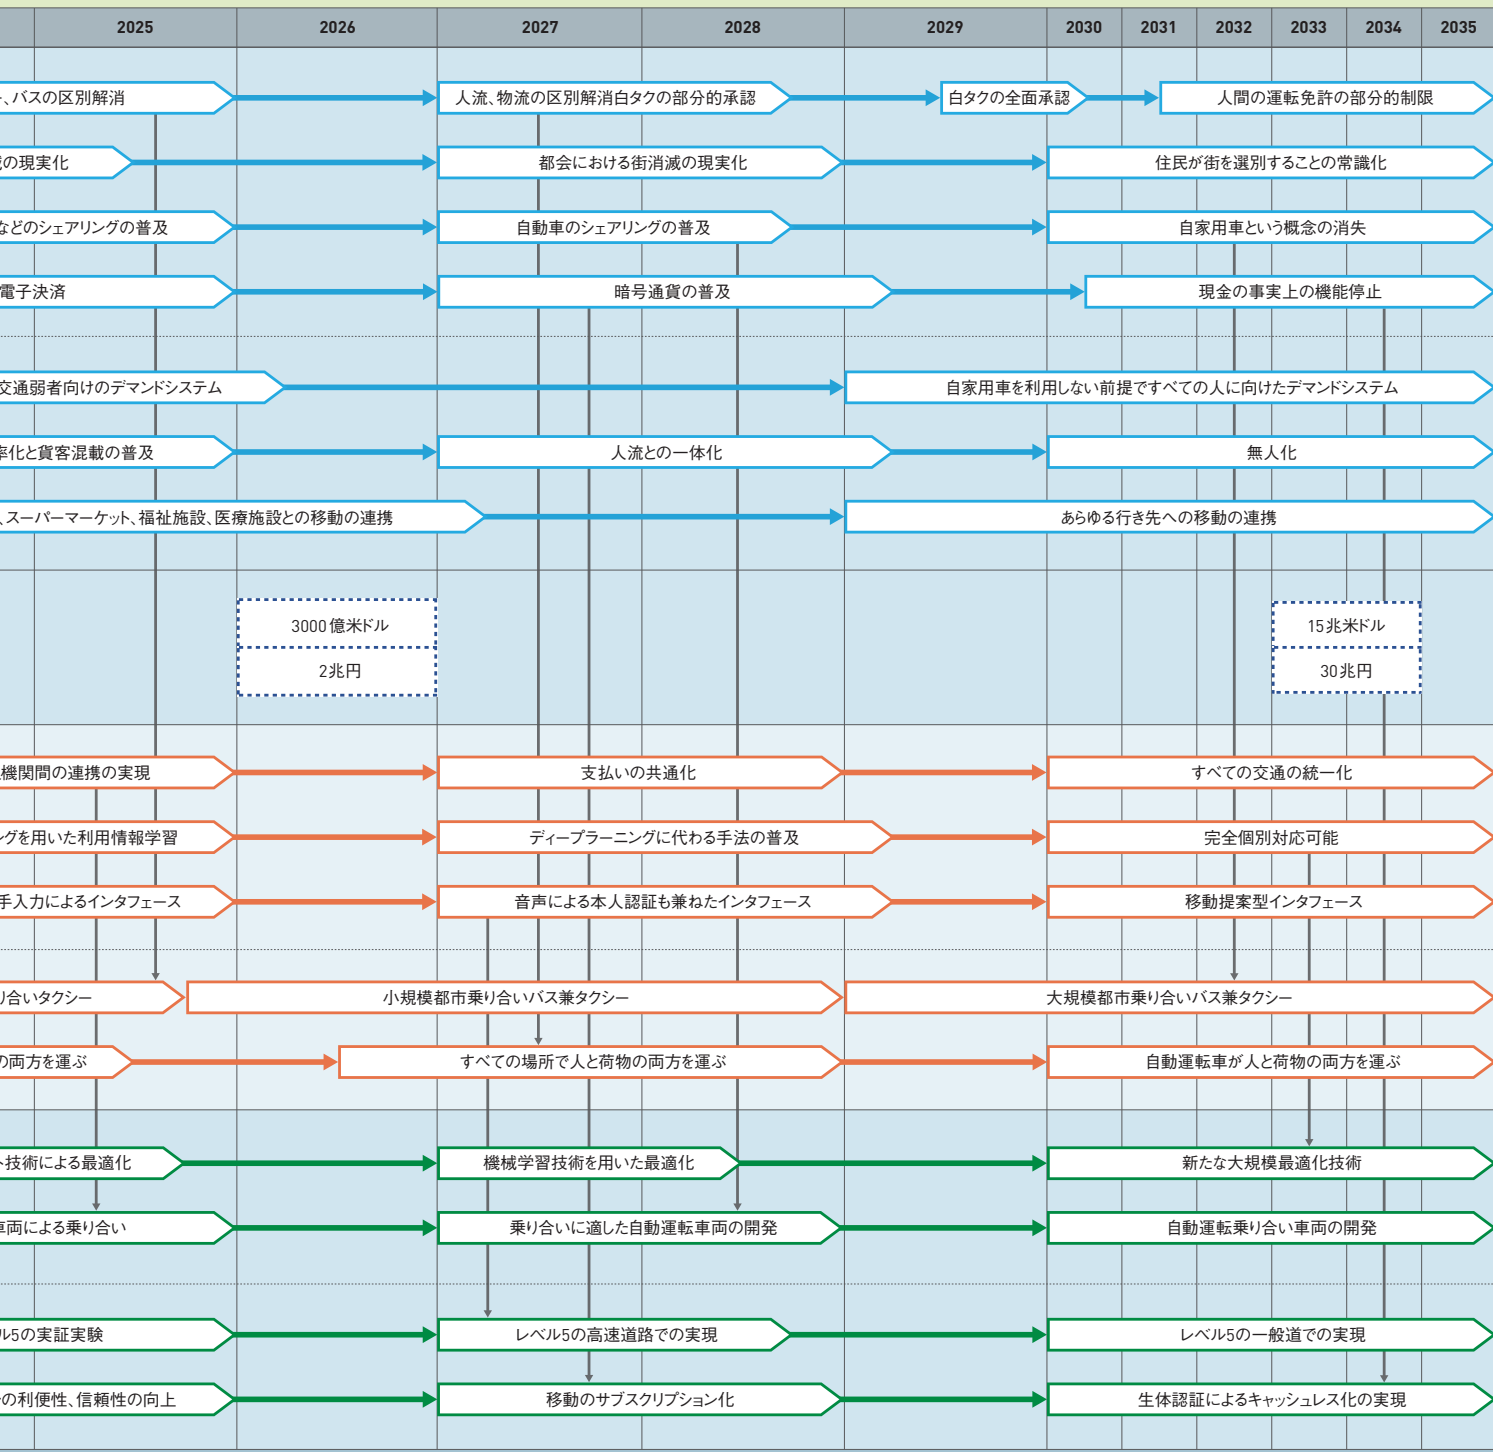 2025 2026 2027 2028 2029 2030 2031 2032 2033 2034 2035
、バスの区別解消 人流、物流の区別解消白タクの部分的承認 白タクの全面承認 人間の運転免許の部分的制限
の現実化 都会における街消滅の現実化 住民が街を選別することの常識化
などのシェアリングの普及 自動車のシェアリングの普及 自家用車という概念の消失
電子決済 暗号通貨の普及 現金の事実上の機能停止
交通弱者向けのデマンドシステム 自家用車を利用しない前提ですべての人に向けたデマンドシステム
率化と貨客混載の普及 人流との一体化 無人化
、スーパーマーケット、福祉施設、医療施設との移動の連携 あらゆる行き先への移動の連携
3000億米ドル 15兆米ドル
2兆円 30兆円
機関間の連携の実現 支払いの共通化 すべての交通の統一化
グを用いた利用情報学習 ディープラーニングに代わる手法の普及 完全個別対応可能
手入力によるインタフェース 音声による本人認証も兼ねたインタフェース 移動提案型インタフェース
り合いタクシー 小規模都市乗り合いバス兼タクシー 大規模都市乗り合いバス兼タクシー
の両方を運ぶ すべての場所で人と荷物の両方を運ぶ 自動運転車が人と荷物の両方を運ぶ
ト技術による最適化 機械学習技術を用いた最適化 新たな大規模最適化技術
車両による乗り合い 乗り合いに適した自動運転車両の開発 自動運転乗り合い車両の開発
ル5の実証実験 レベル5の高速道路での実現 レベル5の一般道での実現
の利便性、信頼性の向上 移動のサブスクリプション化 生体認証によるキャッシュレス化の実現